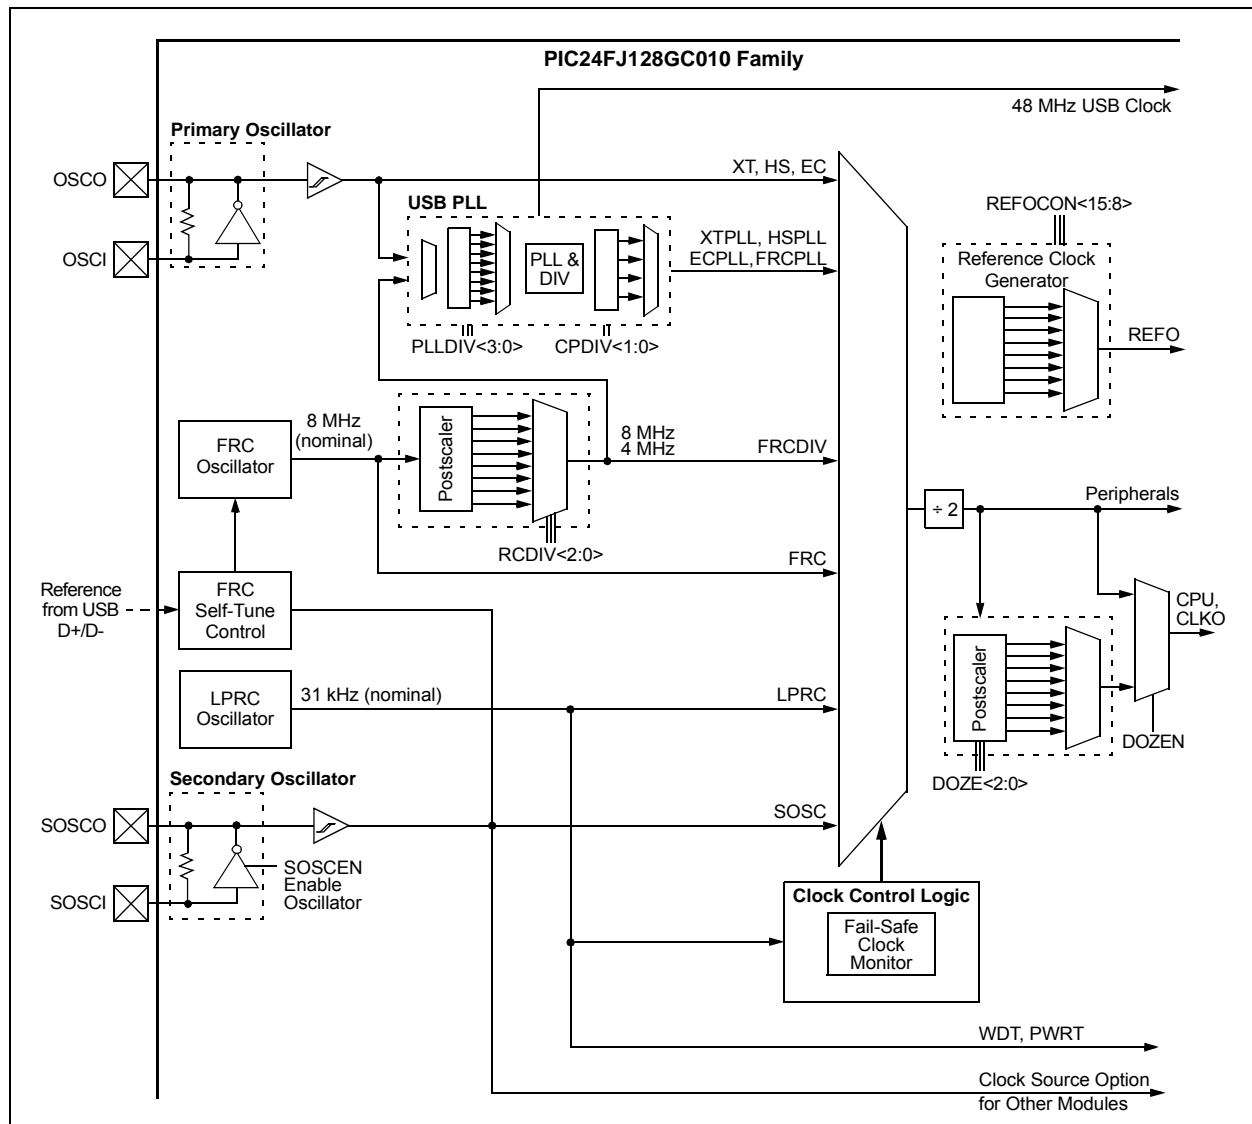 PIC24FJ128GC010 Family
48 MHz USB Clock
Primary Oscillator
OSCO
OSCI
XT, HS, EC
USB PLL
PLL &
DIV
XTPLL, HSPLL
ECPLL, FRCPLL
PLLDIV<3:0>
CPDIV<1:0>
REFOCON<15:8>
Reference Clock
Generator
REFO
8 MHz
(nominal)
FRC
Oscillator
Postscaler
8 MHz
4 MHz
FRCDIV
RCDIV<2:0>
FRC
÷ 2
Peripherals
Reference
from USB
D+/D-
FRC
Self-Tune
Control
CPU,
CLKO
Postscaler
DOZEN
DOZE<2:0>
LPRC
Oscillator
31 kHz (nominal)
LPRC
Secondary Oscillator
SOSCO
SOSCI
SOSCEN
Enable
Oscillator
SOSC
Clock Control Logic
Fail-Safe
Clock
Monitor
WDT, PWRT
Clock Source Option
for Other Modules